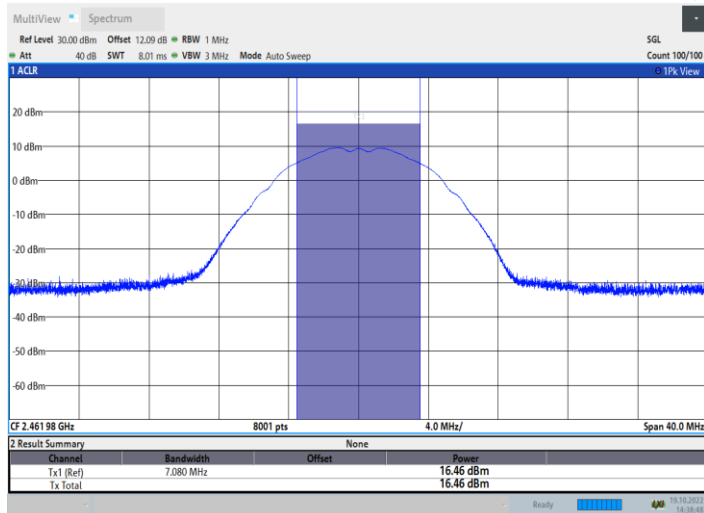 MultiView Spectrum
Ref Level 30.00 dBm Offset 12.09 dB RBW 1 MHz SGL
Att 40 dB SWT 8.01 ms VBW 3 MHz Mode Auto Sweep Count 100/100
1 ACLR 1Pk View
20 dBm
10 dBm
0 dBm
-10 dBm
-20 dBm
-30 dBm
-40 dBm
-50 dBm
-60 dBm
CF 2.46198 GHz 8001 pts 4.0 MHz/ Span 40.0 MHz
2 Result Summary None
Channel Bandwidth Offset Power
Tx1 (Ref) 7.080 MHz 16.46 dBm
Tx Total 16.46 dBm
Ready 19.10.2022